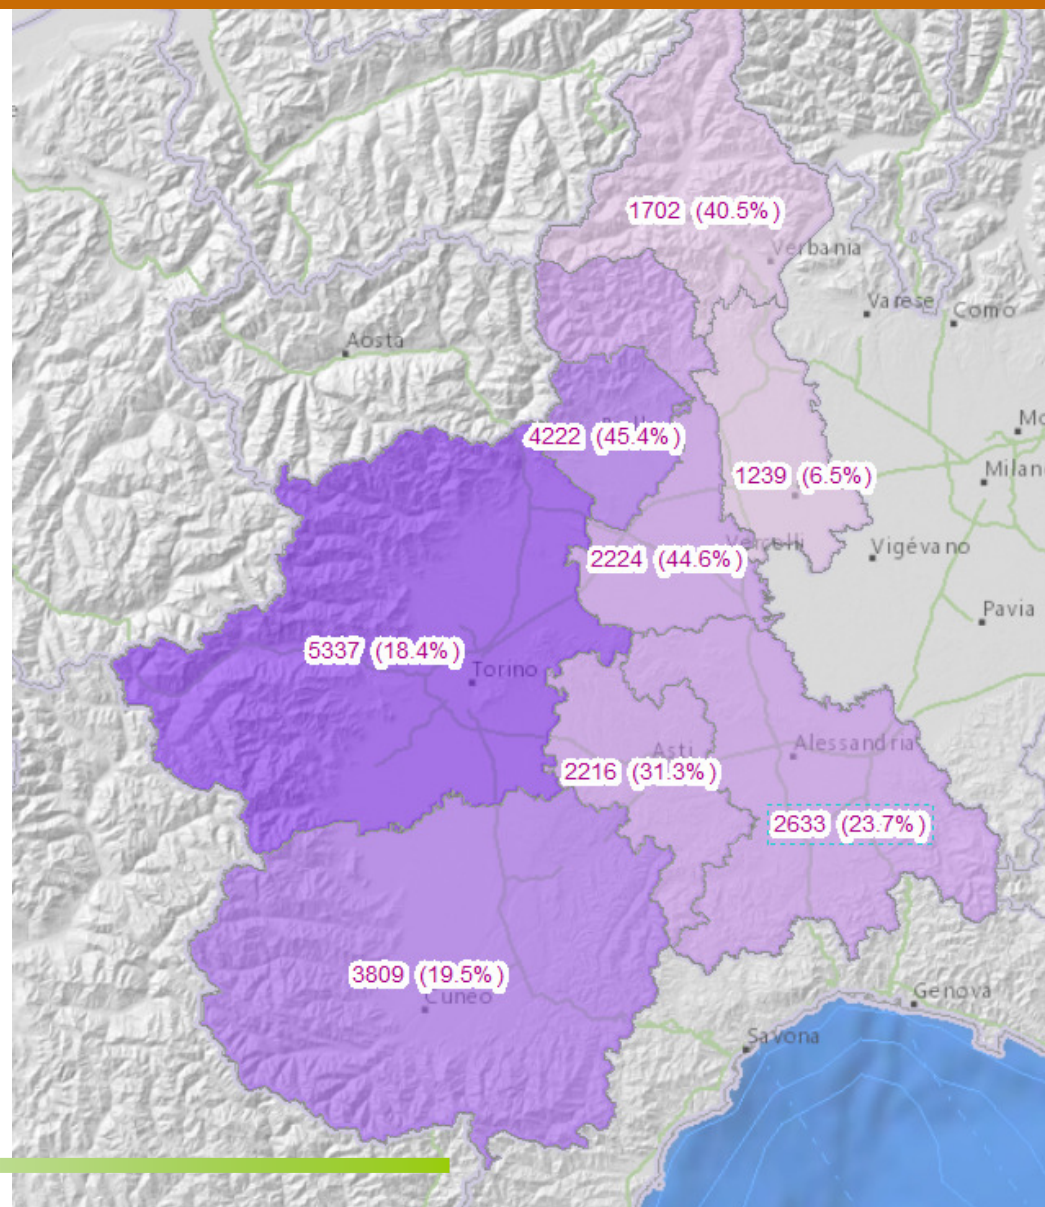 1702 (40.5%)
Verbania
Varese
Como
Aosta
4222 (45.4%)
1239 (6.5%)
Milan
Vercelli
Vigévano
2224 (44.6%)
Pavia
5337 (18.4%)
Torino
Asti
Alessandria
2216 (31.3%)
2633 (23.7%)
3809 (19.5%)
Cuneo
Genova
Savona